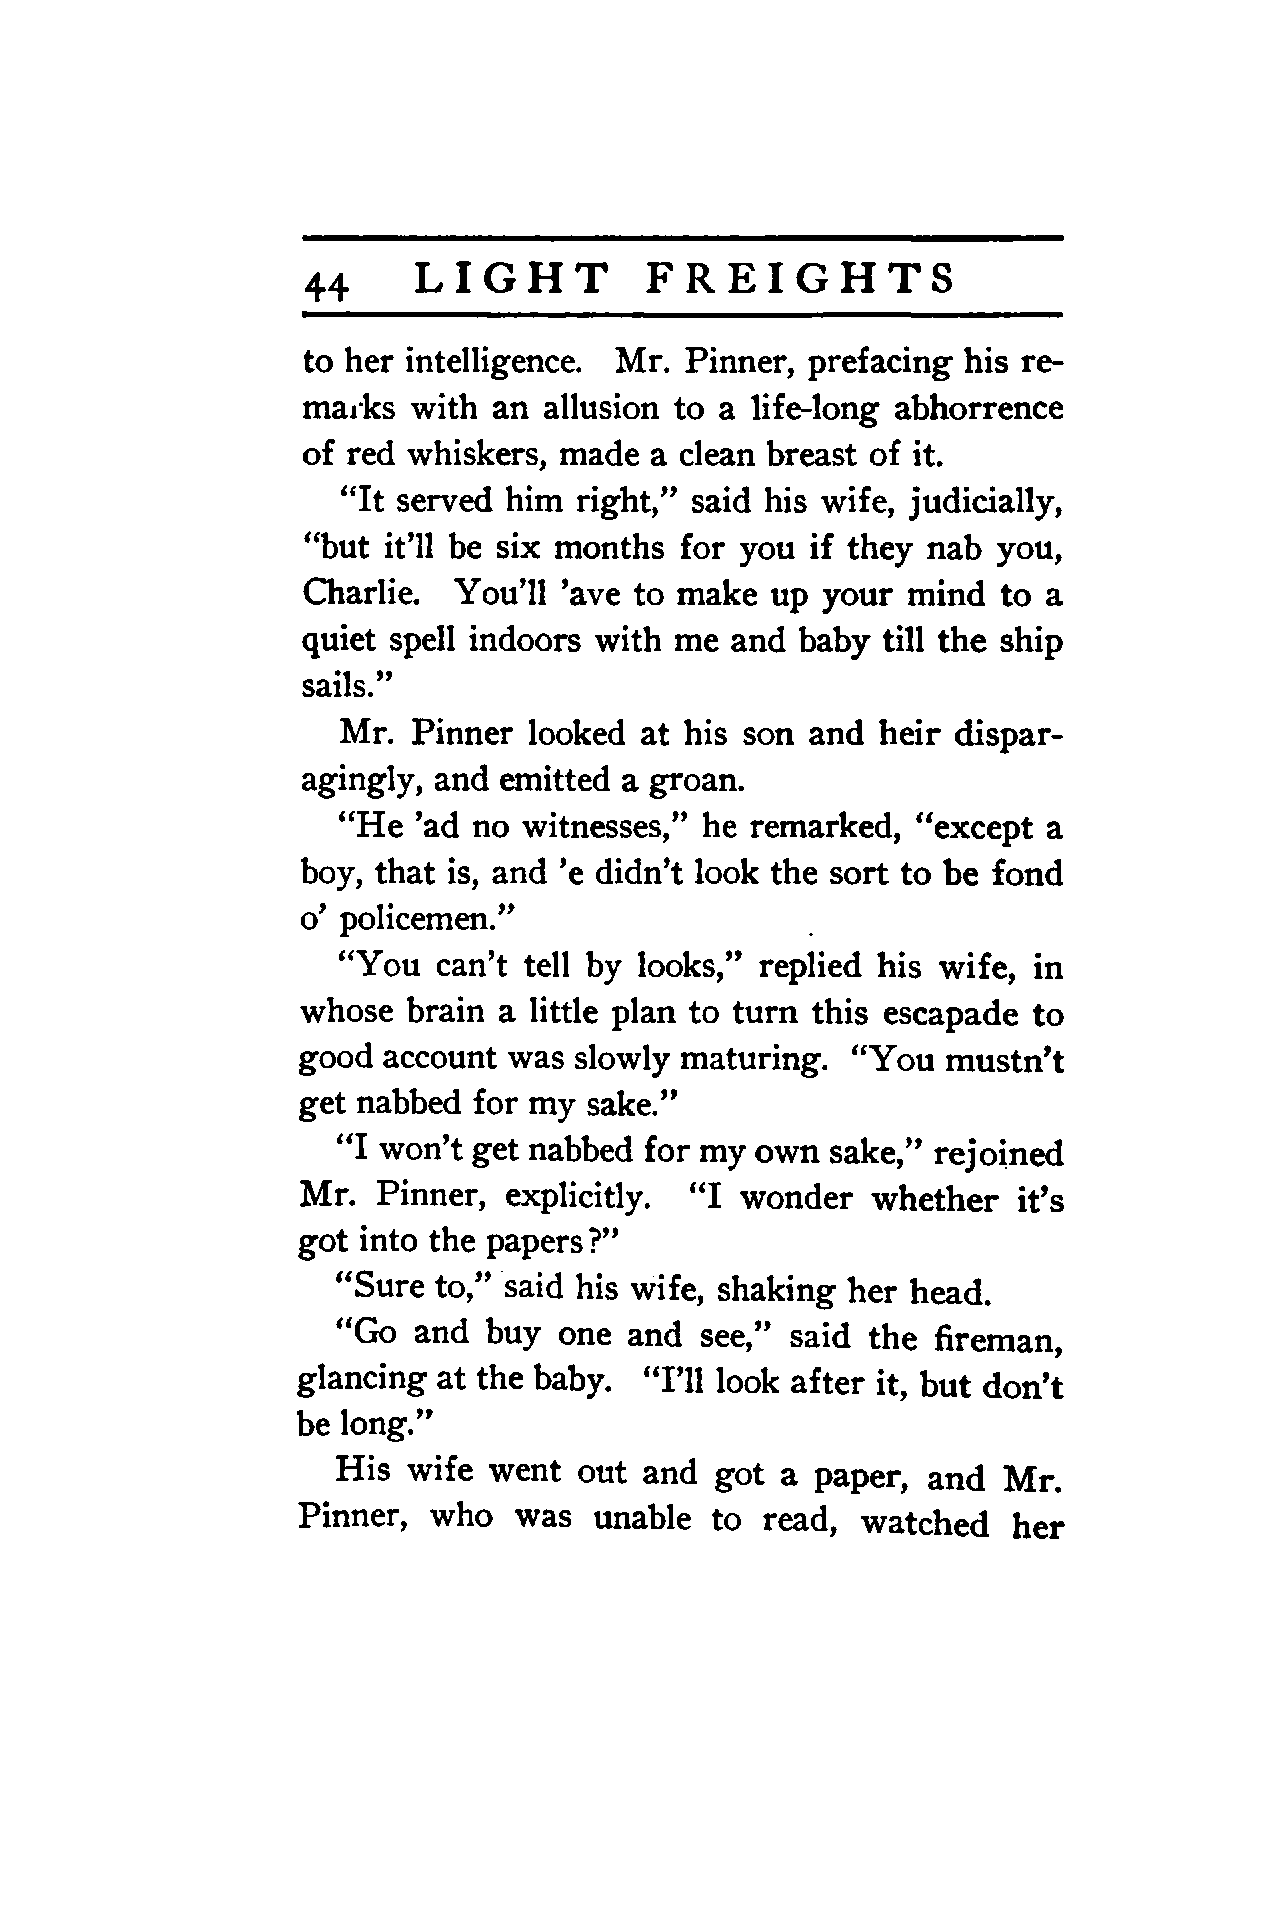 44 LIGHT FREIGHTS
to her intelligence. Mr. Pinner, prefacing his re-
marks with an allusion to a life-long abhorrence
of red whiskers, made a clean breast of it.
“It served him right,” said his wife, judicially,
“but it’ll be six months for you if they nab you,
Charlie. You’ll ’ave to make up your mind to a
quiet spell indoors with me and baby till the ship
sails.”
Mr. Pinner looked at his son and heir dispar-
agingly, and emitted a groan.
“He ’ad no witnesses,” he remarked, “except a
boy, that is, and ’e didn’t look the sort to be fond
o’ policemen.”
“You can’t tell by looks,” replied his wife, in
whose brain a little plan to turn this escapade to
good account was slowly maturing. “You mustn’t
get nabbed for my sake.”
“I won’t get nabbed for my own sake,” rejoined
Mr. Pinner, explicitly. “I wonder whether it’s
got into the papers?”
“Sure to,” said his wife, shaking her head.
“Go and buy one and see,” said the fireman,
glancing at the baby. “I’ll look after it, but don’t
be long.”
His wife went out and got a paper, and Mr.
Pinner, who was unable to read, watched her